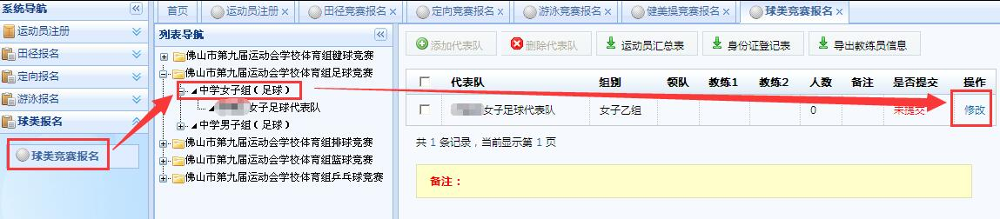 系统导航
运动员注册
田径报名
定向报名
游泳报名
球类报名
球类竞赛报名
首页 运动员注册 田径竞赛报名 定向竞赛报名 游泳竞赛报名 健美操竞赛报名 球类竞赛报名
列表导航
佛山市第九届运动会学校体育组毽球竞赛
佛山市第九届运动会学校体育组足球竞赛
中学女子组(足球)
女子足球代表队
中学男子组(足球)
佛山市第九届运动会学校体育组排球竞赛
佛山市第九届运动会学校体育组篮球竞赛
佛山市第九届运动会学校体育组乒乓球竞赛
添加代表队 删除代表队 运动员汇总表 身份证登记表 导出教练员信息
代表队 组别 领队 教练1 教练2 人数 备注 是否提交 操作
女子足球代表队 女子乙组 0 未提交 修改
共 1 条记录，当前显示第 1 页
备注：